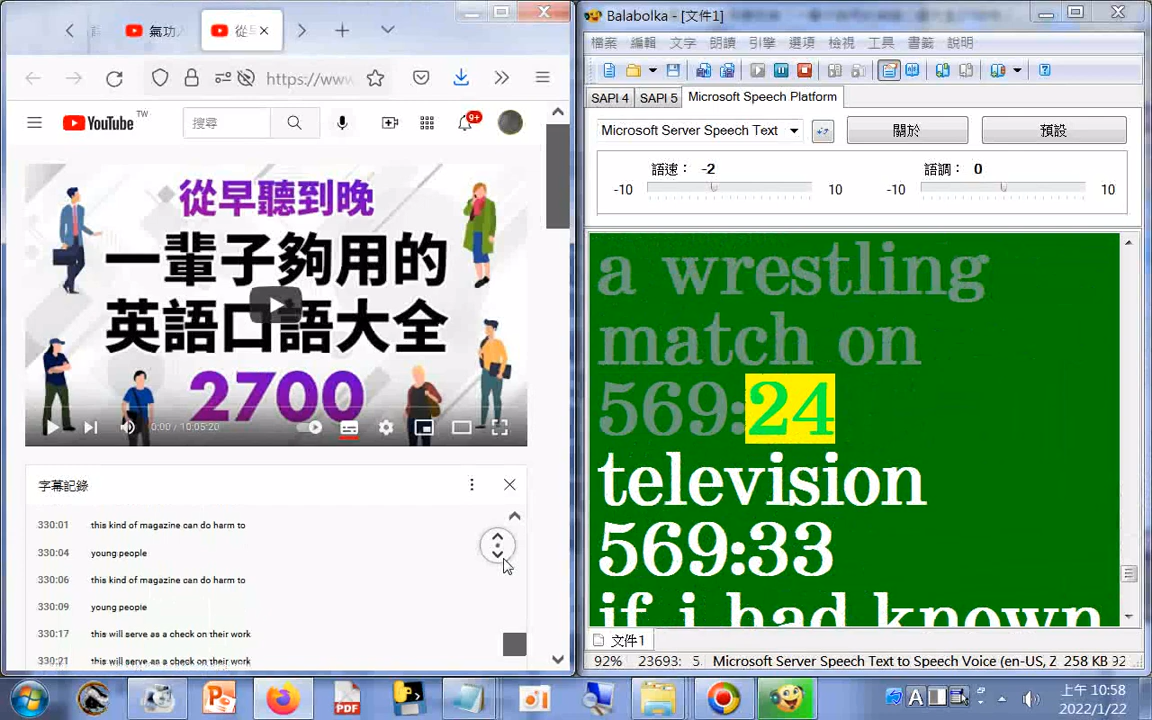 氣功人
從
https://www
YouTube TW
搜尋
9+
從早聽到晚
一輩子夠用的
英語口語大全
2700
0:00 / 10:05:20
字幕記錄
330:01 this kind of magazine can do harm to
330:04 young people
330:06 this kind of magazine can do harm to
330:09 young people
330:17 this will serve as a check on their work
330:21 this will serve as a check on their work
Balabolka - [文件1]
檔案 編輯 文字 朗讀 引擎 選項 檢視 工具 書籤 說明
SAPI 4 SAPI 5 Microsoft Speech Platform
Microsoft Server Speech Text
關於
預設
語速： -2
語調： 0
-10 10
-10 10
a wrestling
match on
569:24
television
569:33
if i had known
文件1
92% 23693: 5 Microsoft Server Speech Text to Speech Voice (en-US, Z 258 KB 92
PDF
A
上午 10:58
2022/1/22